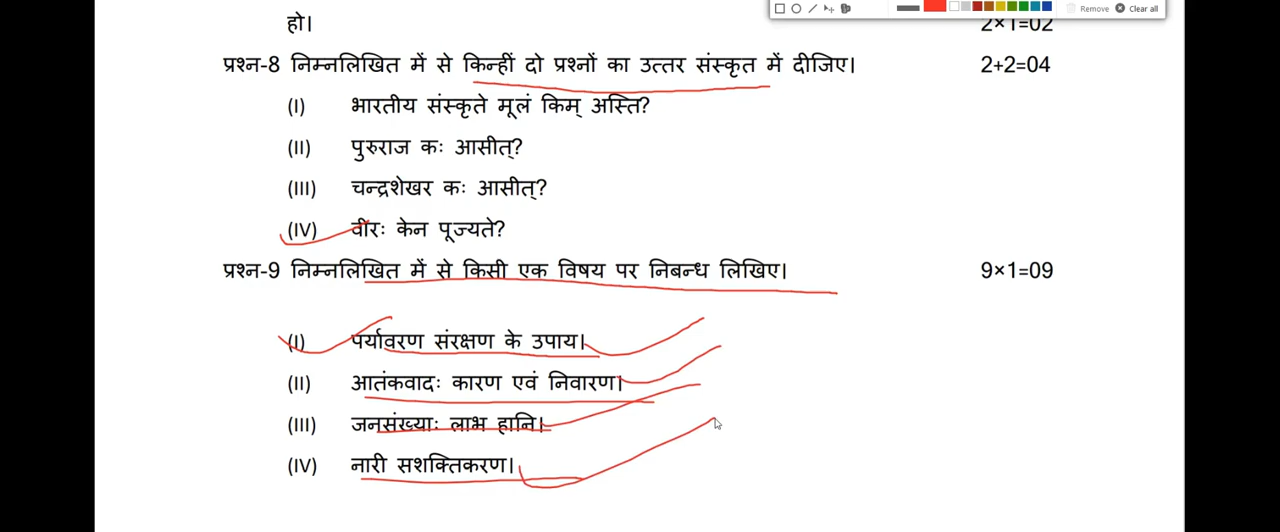 Remove Clear all
हो। 2×1=02
प्रश्न-8 निम्नलिखित में से किन्हीं दो प्रश्नों का उत्तर संस्कृत में दीजिए। 2+2=04
(I) भारतीय संस्कृते मूलं किम् अस्ति?
(II) पुरुराज कः आसीत्?
(III) चन्द्रशेखर कः आसीत्?
(IV) वीरः केन पूज्यते?
प्रश्न-9 निम्नलिखित में से किसी एक विषय पर निबन्ध लिखिए। 9×1=09
(I) पर्यावरण संरक्षण के उपाय।
(II) आतंकवादः कारण एवं निवारण।
(III) जनसंख्याः लाभ हानि।
(IV) नारी सशक्तिकरण।